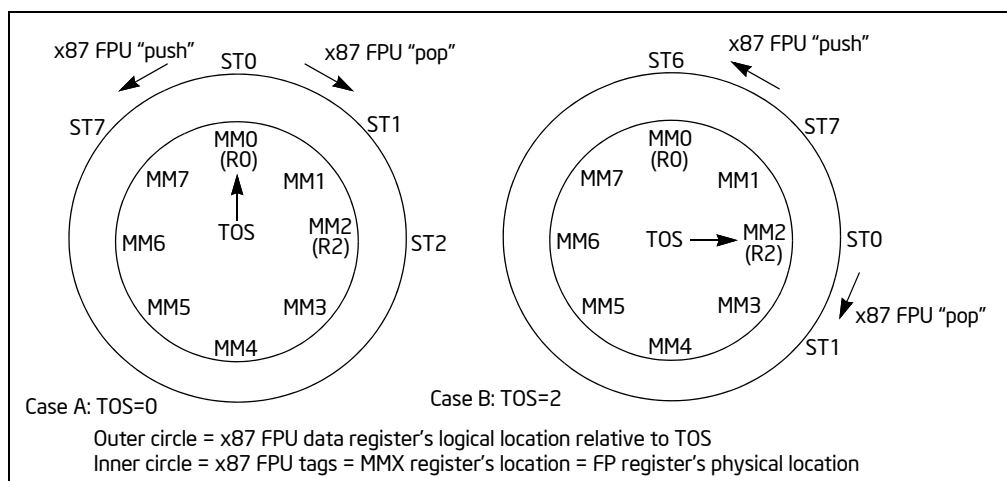 x87 FPU “push”
x87 FPU “pop”
ST0
ST7
ST1
MM0
(R0)
MM7
MM1
TOS
MM6
MM2
(R2)
ST2
MM5
MM3
MM4
Case A: TOS=0
x87 FPU “push”
ST6
ST7
MM0
(R0)
MM7
MM1
MM6
TOS
MM2
(R2)
ST0
MM5
MM3
x87 FPU “pop”
MM4
ST1
Case B: TOS=2
Outer circle = x87 FPU data register’s logical location relative to TOS
Inner circle = x87 FPU tags = MMX register’s location = FP register’s physical location